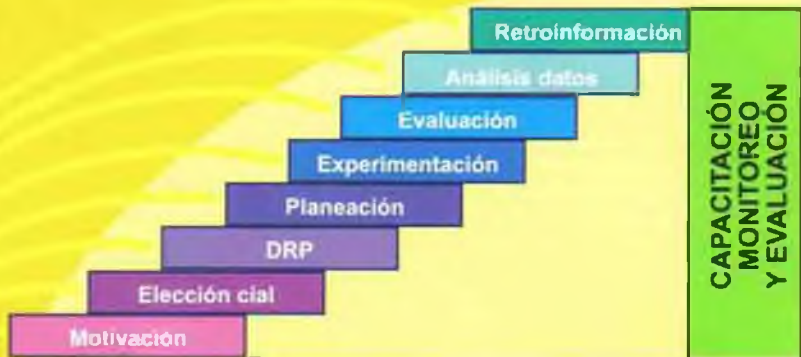 Retroinformación
Análisis datos
Evaluación
Experimentación
Planeación
DRP
Elección cial
Motivación
CAPACITACIÓN
MONITOREO
Y EVALUACIÓN